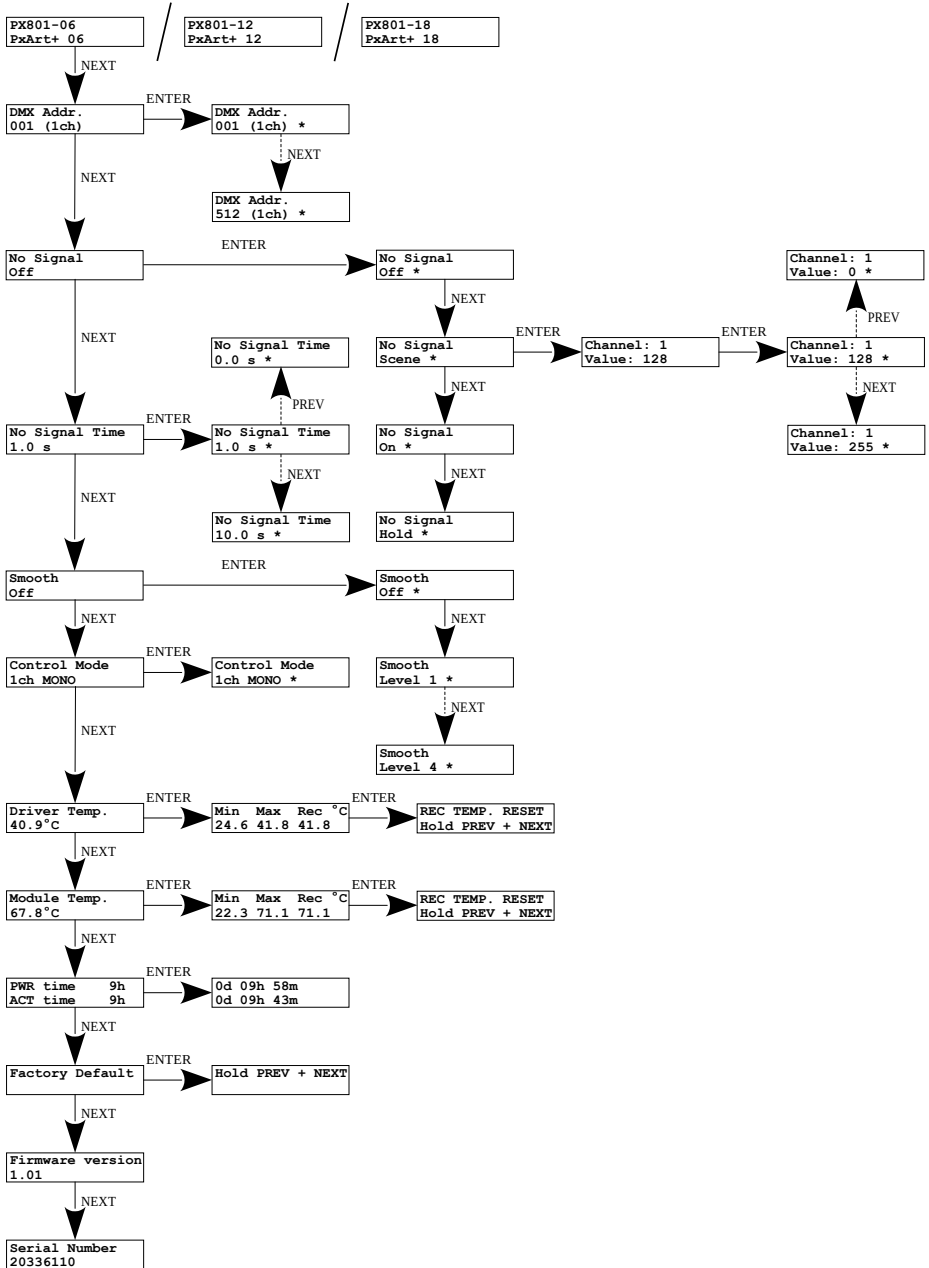 PX801-06
PxArt+ 06
PX801-12
PxArt+ 12
PX801-18
PxArt+ 18
NEXT
DMX Addr.
001 (1ch)
ENTER
DMX Addr.
001 (1ch) *
NEXT
DMX Addr.
512 (1ch) *
NEXT
No Signal
Off
ENTER
No Signal
Off *
NEXT
No Signal
Scene *
ENTER
Channel: 1
Value: 128
ENTER
Channel: 1
Value: 128 *
PREV
Channel: 1
Value: 0 *
NEXT
Channel: 1
Value: 255 *
NEXT
No Signal
On *
NEXT
No Signal
Hold *
NEXT
No Signal Time
1.0 s
ENTER
No Signal Time
1.0 s *
PREV
No Signal Time
0.0 s *
NEXT
No Signal Time
10.0 s *
NEXT
Smooth
Off
ENTER
Smooth
Off *
NEXT
Smooth
Level 1 *
NEXT
Smooth
Level 4 *
NEXT
Control Mode
1ch MONO
ENTER
Control Mode
1ch MONO *
NEXT
Driver Temp.
40.9°C
ENTER
Min Max Rec °C
24.6 41.8 41.8
ENTER
REC TEMP. RESET
Hold PREV + NEXT
NEXT
Module Temp.
67.8°C
ENTER
Min Max Rec °C
22.3 71.1 71.1
ENTER
REC TEMP. RESET
Hold PREV + NEXT
NEXT
PWR time 9h
ACT time 9h
ENTER
0d 09h 58m
0d 09h 43m
NEXT
Factory Default
ENTER
Hold PREV + NEXT
NEXT
Firmware version
1.01
NEXT
Serial Number
20336110